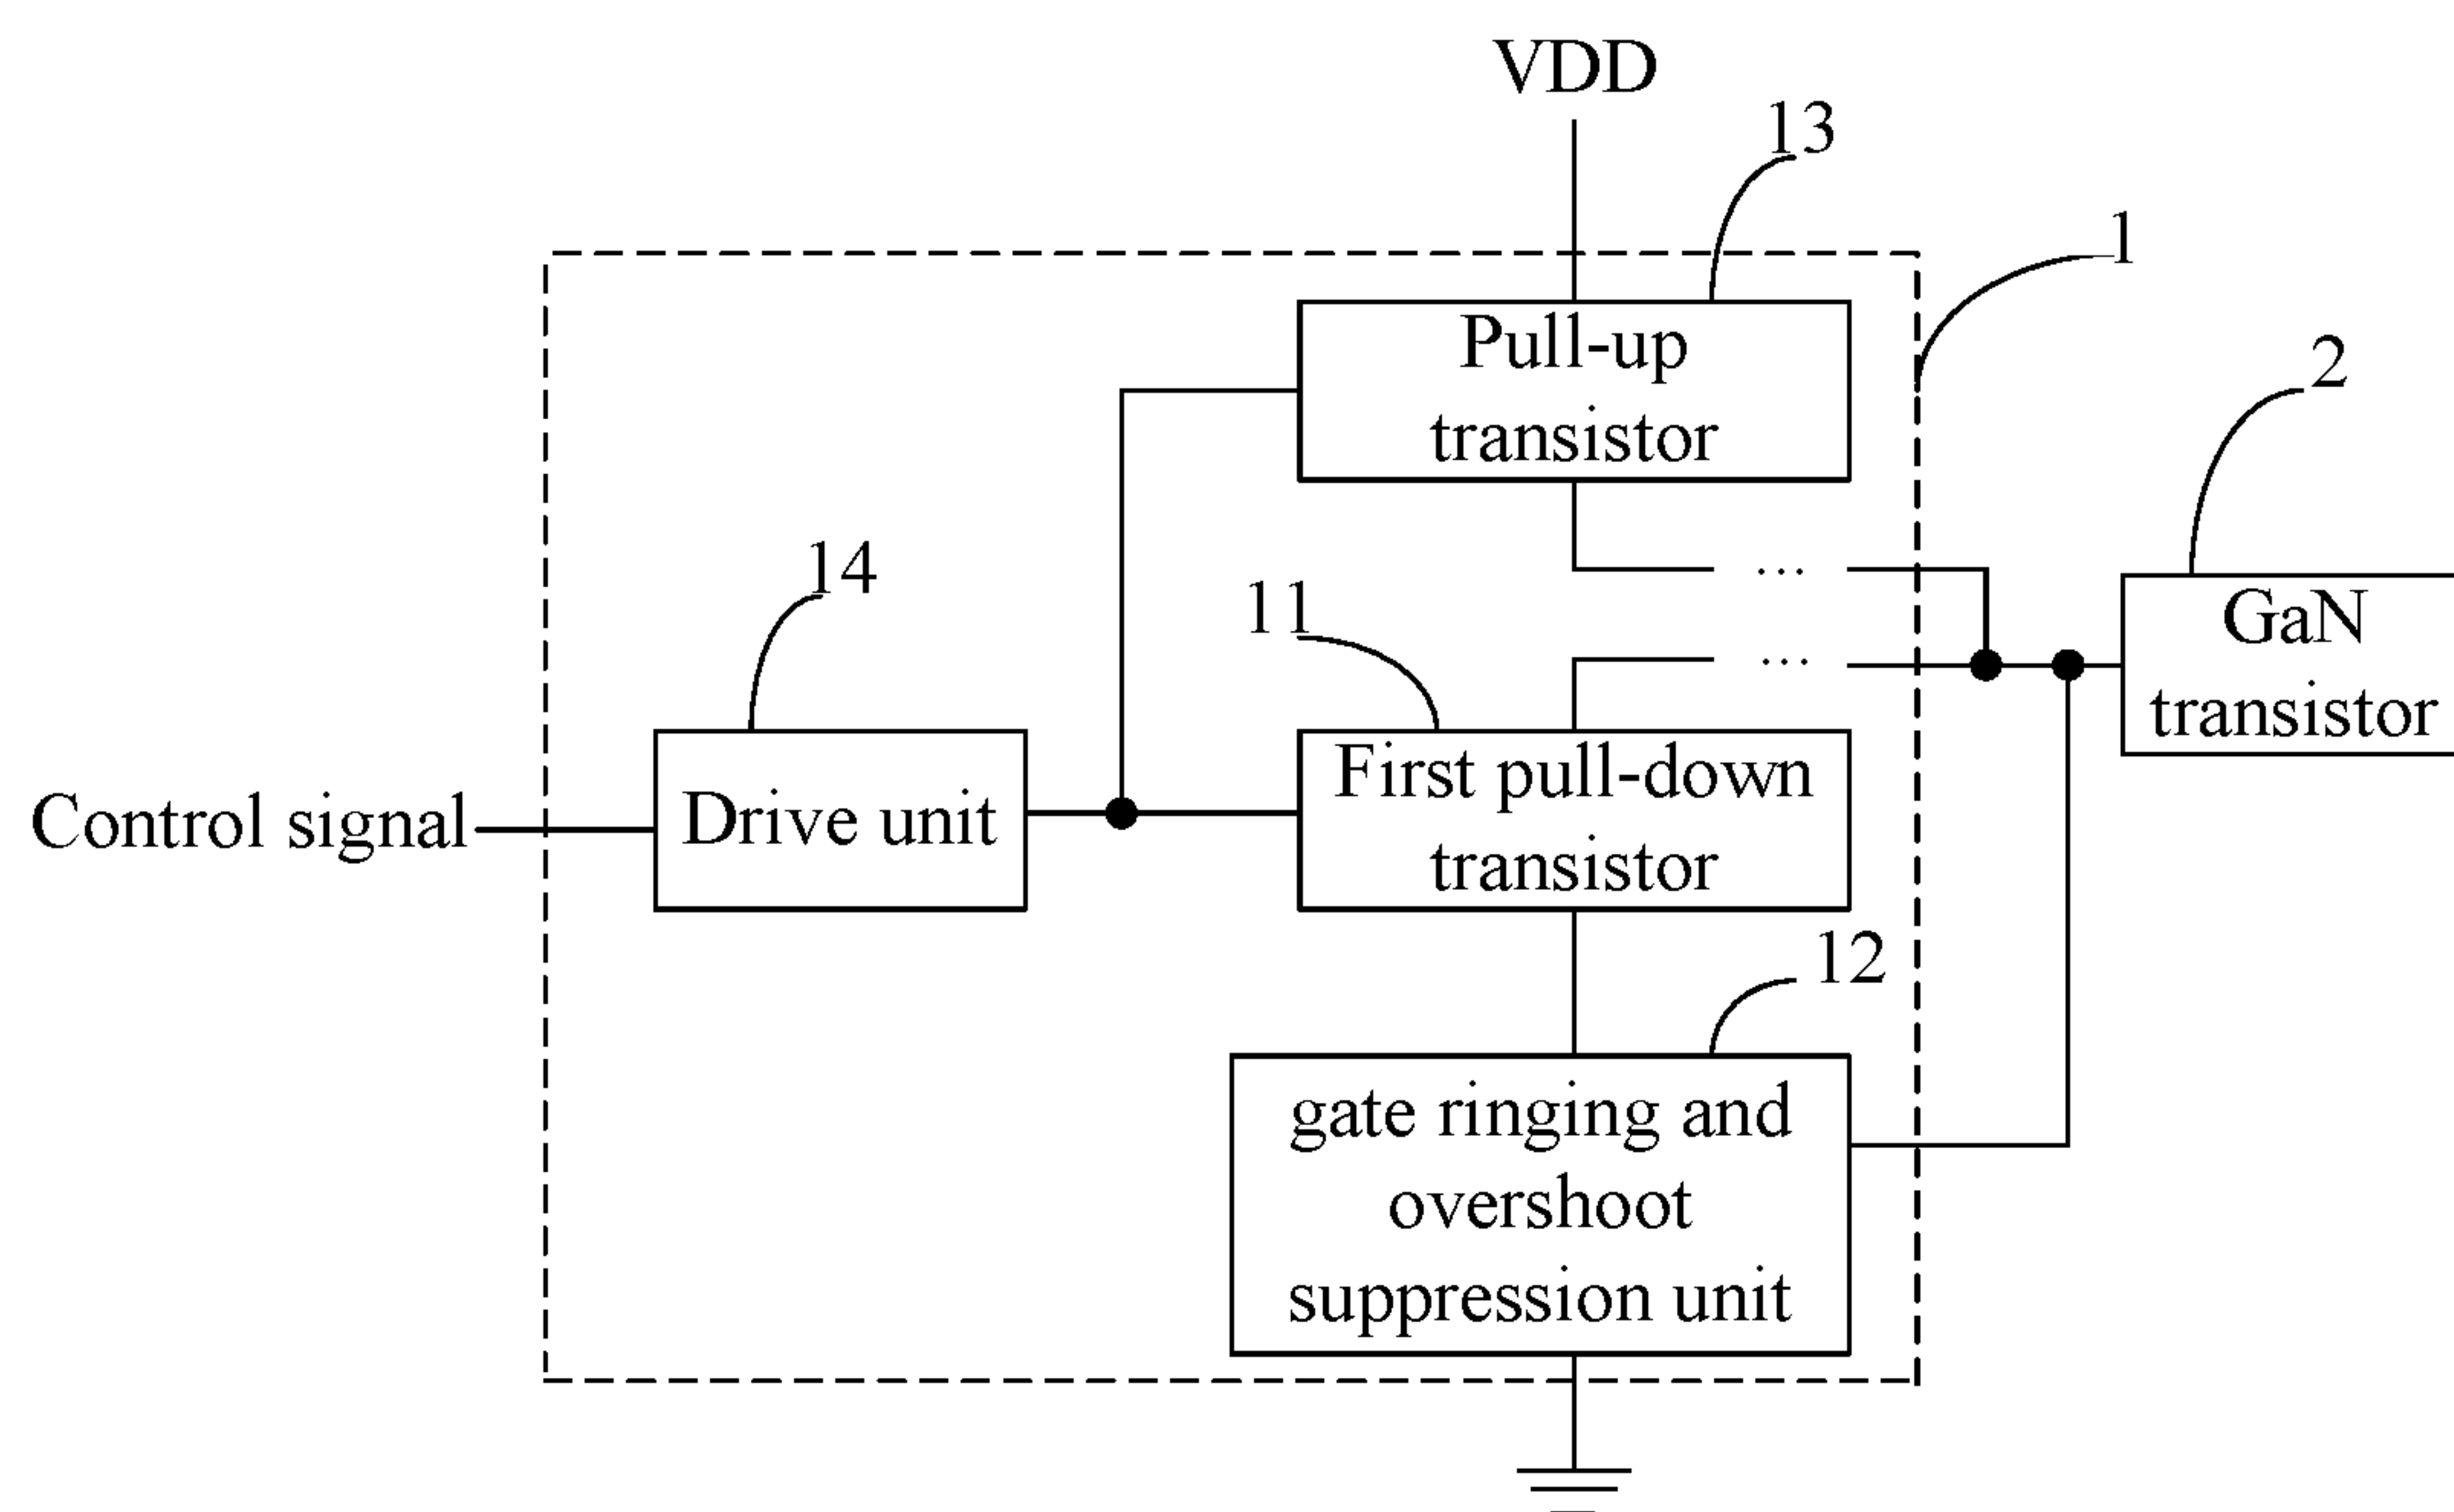 VDD
13
1
Pull-up
transistor
2
...
14
11
GaN
transistor
...
First pull-down
transistor
Drive unit
Control signal
12
gate ringing and
overshoot
suppression unit